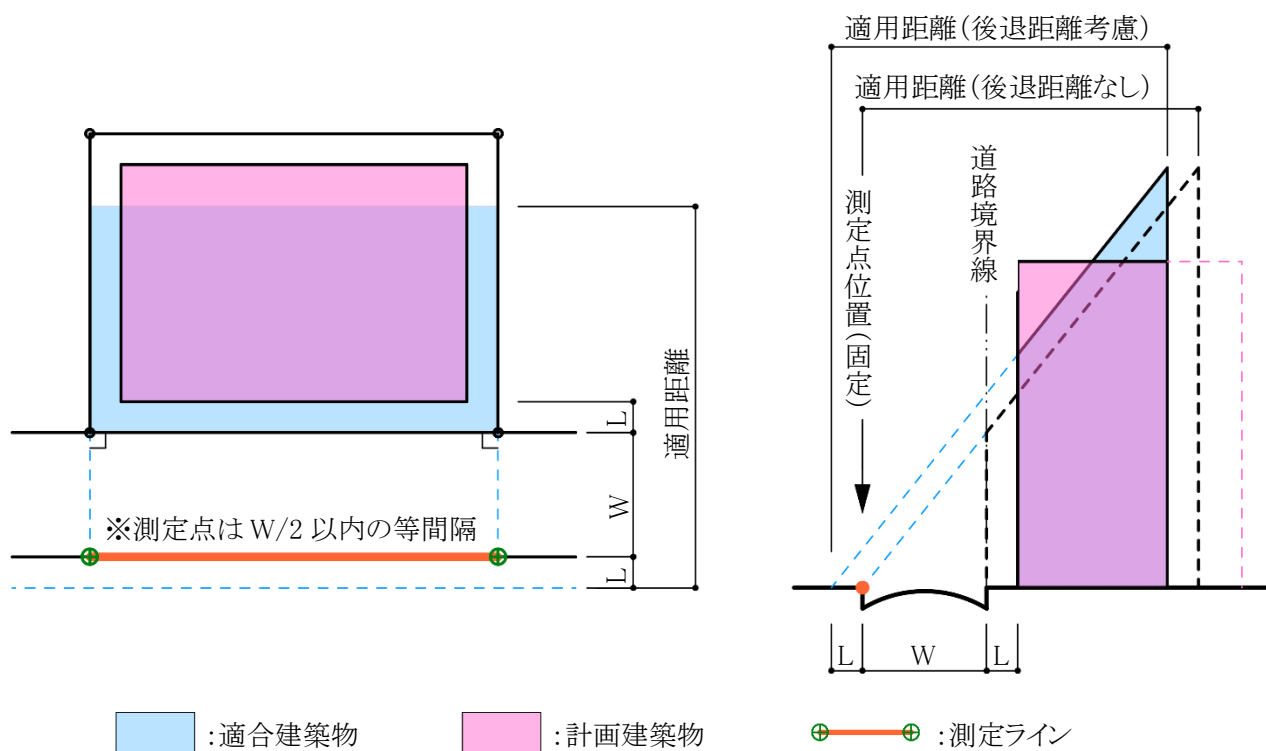 適用距離(後退距離考慮)
適用距離(後退距離なし)
道路境界線
測定点位置(固定)
適用距離
L
W
L
※測定点は W/2 以内の等間隔
L
W
L
:適合建築物
:計画建築物
:測定ライン